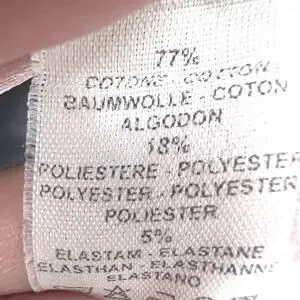 77%
COTONE - COTTON
BAUMWOLLE - COTON
ALGODON
18%
POLIESTERE - POLYESTER
POLYESTER - POLYESTER
POLIESTER
5%
ELASTAM - ELASTANE
ELASTHAN - ELASTHANNE
ELASTANO